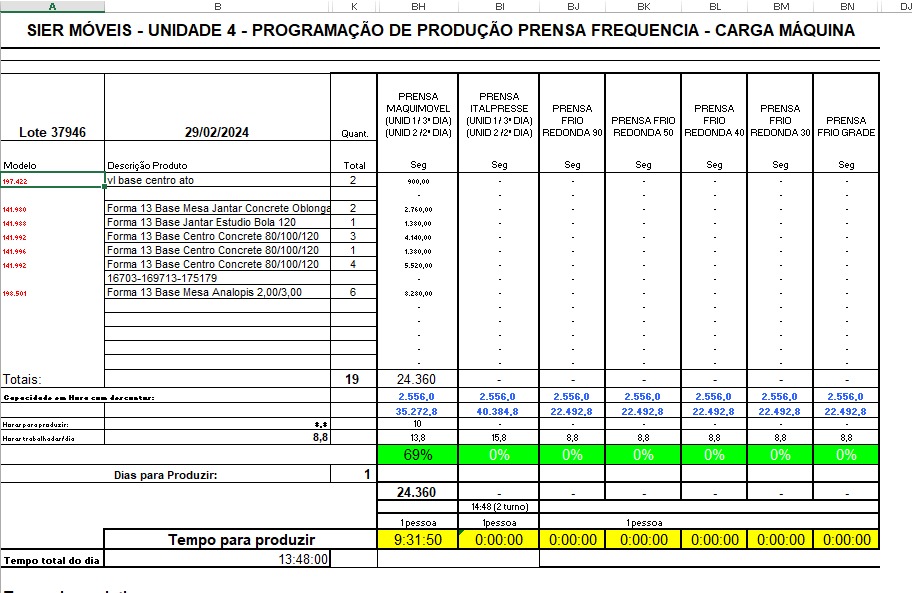 A B K BH BI BJ BK BL BM BN DJ
SIER MÓVEIS - UNIDADE 4 - PROGRAMAÇÃO DE PRODUÇÃO PRENSA FREQUENCIA - CARGA MÁQUINA
Lote 37946 29/02/2024 Quant. PRENSA MAQUIMOVEL (UNID 1 / 3ª DIA) (UNID 2 /2ª DIA) PRENSA ITALPRESSE (UNID 1 / 3ª DIA) (UNID 2 /2ª DIA) PRENSA FRIO REDONDA 90 PRENSA FRIO REDONDA 50 PRENSA FRIO REDONDA 40 PRENSA FRIO REDONDA 30 PRENSA FRIO GRADE
Modelo Descrição Produto Total Seg Seg Seg Seg Seg Seg Seg
197.422 vl base centro ato 2 900,00 - - - - - -
- - - - - - -
141.980 Forma 13 Base Mesa Jantar Concrete Oblonga 2 2.760,00 - - - - - -
141.988 Forma 13 Base Jantar Estudio Bola 120 1 1.380,00 - - - - - -
141.992 Forma 13 Base Centro Concrete 80/100/120 3 4.140,00 - - - - - -
141.996 Forma 13 Base Centro Concrete 80/100/120 1 1.380,00 - - - - - -
141.992 Forma 13 Base Centro Concrete 80/100/120 4 5.520,00 - - - - - -
16703-169713-175179 - - - - - - -
198.501 Forma 13 Base Mesa Analopis 2,00/3,00 6 8.280,00 - - - - - -
- - - - - - -
- - - - - - -
- - - - - - -
- - - - - - -
- - - - - - -
Totais: 19 24.360 - - - - - -
Capacidade em Hora com descontar: 2.556,0 2.556,0 2.556,0 2.556,0 2.556,0 2.556,0 2.556,0
35.272,8 40.384,8 22.492,8 22.492,8 22.492,8 22.492,8 22.492,8
Horas para produzir: 8,8 10 - - - - - -
Horas trabalhadas/dia 8,8 13,8 15,8 8,8 8,8 8,8 8,8 8,8
69% 0% 0% 0% 0% 0% 0%
Dias para Produzir: 1
24.360 - - - - - -
14:48 (2 turno)
1 pessoa 1pessoa 1 pessoa
Tempo para produzir 9:31:50 0:00:00 0:00:00 0:00:00 0:00:00 0:00:00 0:00:00
Tempo total do dia 13:48:00